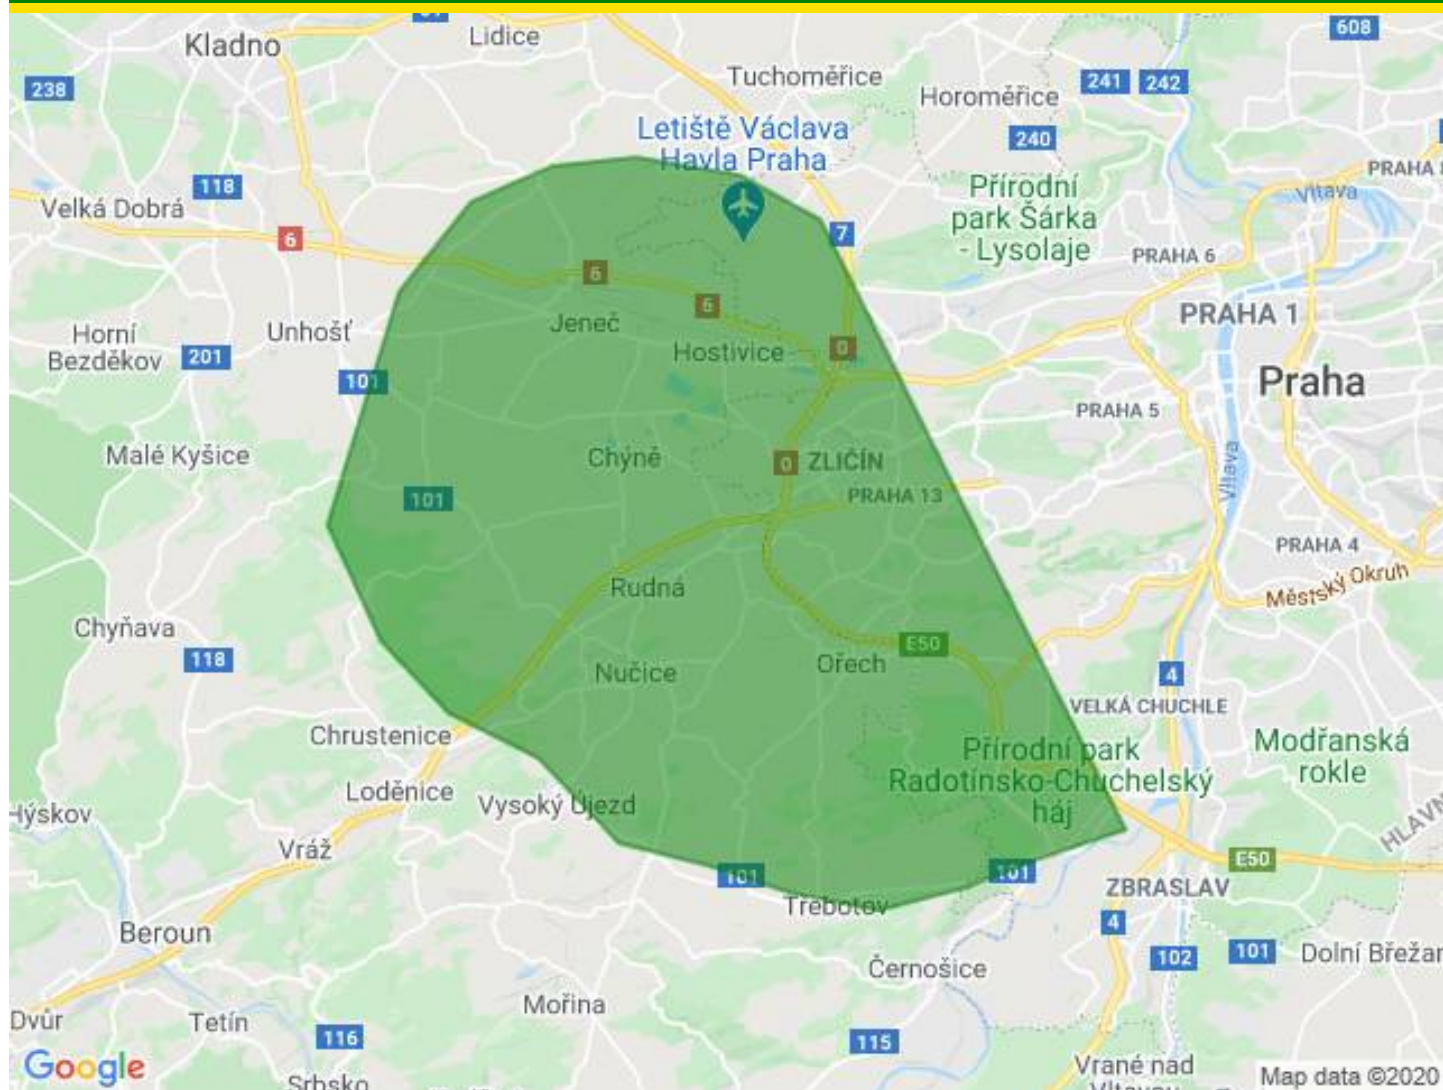 Kladno
Lidice
608
238
Tuchoměřice
241
242
Horoměřice
Letiště Václava
Havla Praha
240
PRAHA 8
118
Přírodní
park Šárka
- Lysolaje
Vltava
Velká Dobrá
6
7
PRAHA 6
6
6
Jeneč
PRAHA 1
Horní
Bezděkov
Unhošť
201
Hostivice
0
101
Praha
PRAHA 5
Malé Kyšice
Chýně
0
ZLIČÍN
Vltava
101
PRAHA 13
PRAHA 4
Rudná
Městský Okruh
Chyňava
118
Nučice
Ořech
E50
4
VELKÁ CHUCHLE
Chrustenice
Přírodní park
Radotínsko-Chuchelský
háj
Modřanská
rokle
Loděnice
Vysoký Újezd
Hýskov
HLAVN
Vráž
E50
101
101
ZBRASLAV
Třebotov
Beroun
4
Černošice
102
101
Dolní Břežan
Mořina
Dvůr
Tetín
116
115
Google
Srbsko
Vrané nad
Vltavou
Map data ©2020